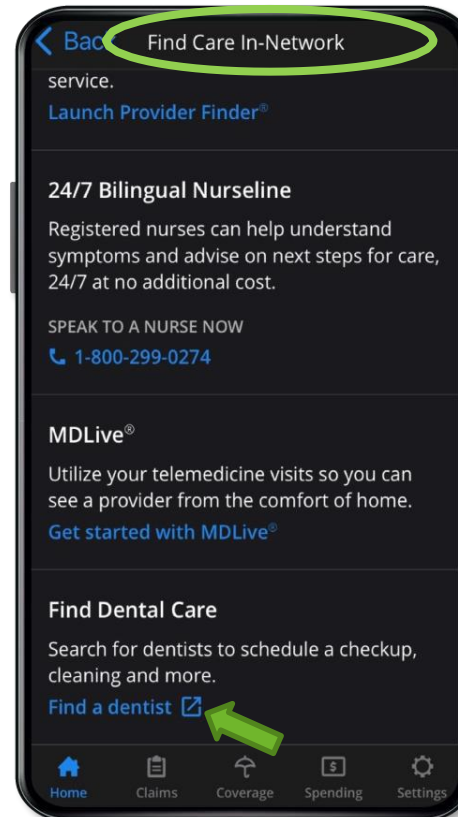 Back Find Care In-Network
service.
Launch Provider Finder®
24/7 Bilingual Nurseline
Registered nurses can help understand
symptoms and advise on next steps for care,
24/7 at no additional cost.
SPEAK TO A NURSE NOW
1-800-299-0274
MDLive®
Utilize your telemedicine visits so you can
see a provider from the comfort of home.
Get started with MDLive®
Find Dental Care
Search for dentists to schedule a checkup,
cleaning and more.
Find a dentist
$
Home Claims Coverage Spending Settings